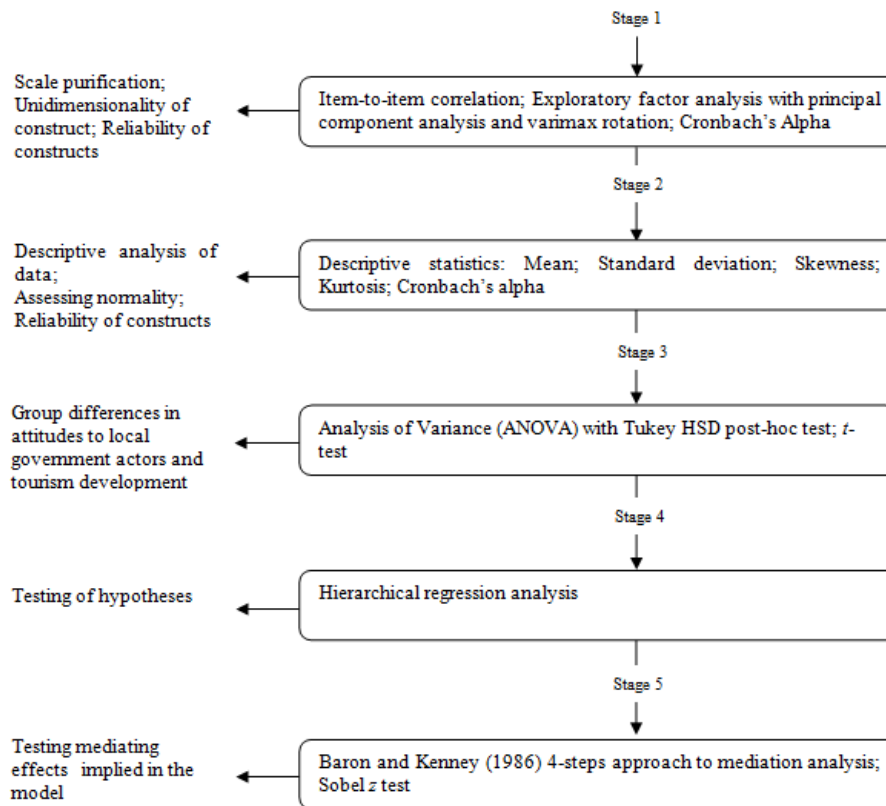 Stage 1
Scale purification;
Unidimensionality of
construct; Reliability of
constructs
Item-to-item correlation; Exploratory factor analysis with principal
component analysis and varimax rotation; Cronbach's Alpha
Stage 2
Descriptive analysis of
data;
Assessing normality;
Reliability of constructs
Descriptive statistics: Mean; Standard deviation; Skewness;
Kurtosis; Cronbach's alpha
Stage 3
Group differences in
attitudes to local
government actors and
tourism development
Analysis of Variance (ANOVA) with Tukey HSD post-hoc test; t-
test
Stage 4
Testing of hypotheses
Hierarchical regression analysis
Stage 5
Testing mediating
effects implied in the
model
Baron and Kenney (1986) 4-steps approach to mediation analysis;
Sobel z test